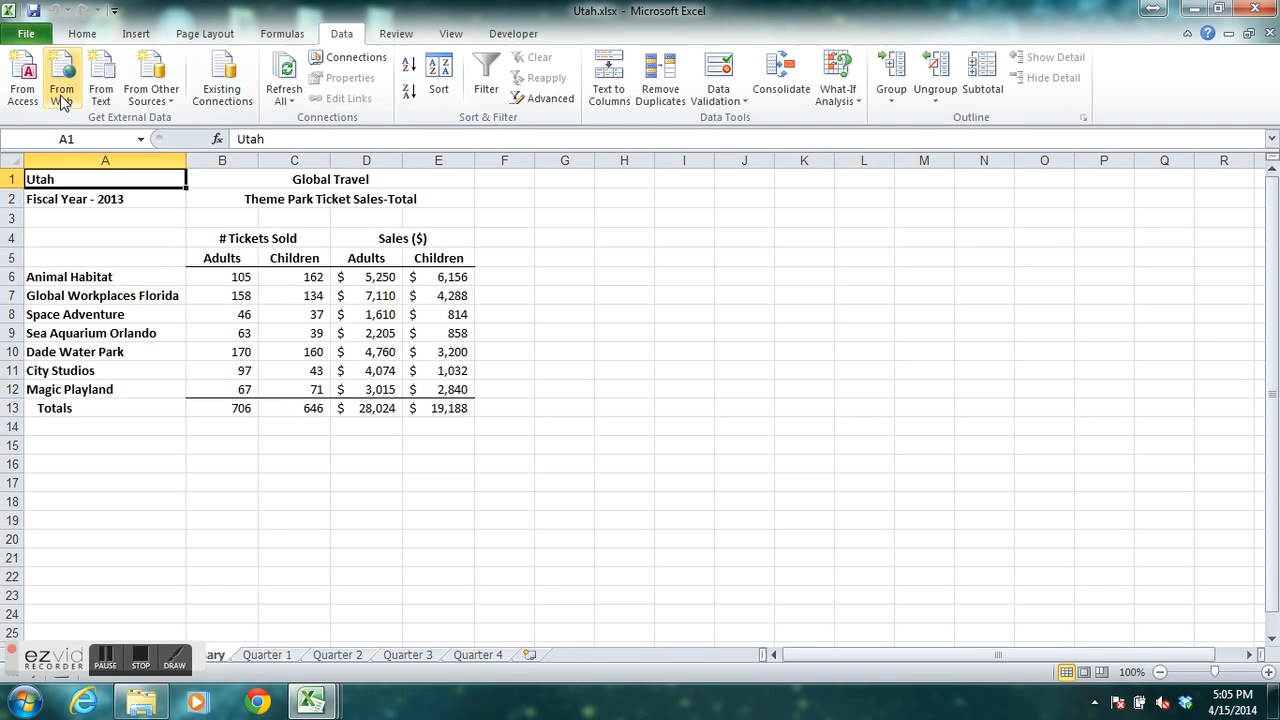 Utah.xlsx - Microsoft Excel
File Home Insert Page Layout Formulas Data Review View Developer
From Access
From
From Text
From Other Sources
Existing Connections
Get External Data
Refresh All
Connections
Properties
Edit Links
Connections
Sort
Filter
Clear
Reapply
Advanced
Sort & Filter
Text to Columns
Remove Duplicates
Data Validation
Consolidate
What-If Analysis
Data Tools
Group
Ungroup
Subtotal
Show Detail
Hide Detail
Outline
A1 fx Utah
A B C D E F G H I J K L M N O P Q R
1 Utah Global Travel
2 Fiscal Year - 2013 Theme Park Ticket Sales-Total
3
4 # Tickets Sold Sales ($)
5 Adults Children Adults Children
6 Animal Habitat 105 162 $ 5,250 $ 6,156
7 Global Workplaces Florida 158 134 $ 7,110 $ 4,288
8 Space Adventure 46 37 $ 1,610 $ 814
9 Sea Aquarium Orlando 63 39 $ 2,205 $ 858
10 Dade Water Park 170 160 $ 4,760 $ 3,200
11 City Studios 97 43 $ 4,074 $ 1,032
12 Magic Playland 67 71 $ 3,015 $ 2,840
13 Totals 706 646 $ 28,024 $ 19,188
14
15
16
17
18
19
20
21
22
23
24
25
ezvid RECORDER PAUSE STOP DRAW
ary Quarter 1 Quarter 2 Quarter 3 Quarter 4
100%
5:05 PM
4/15/2014